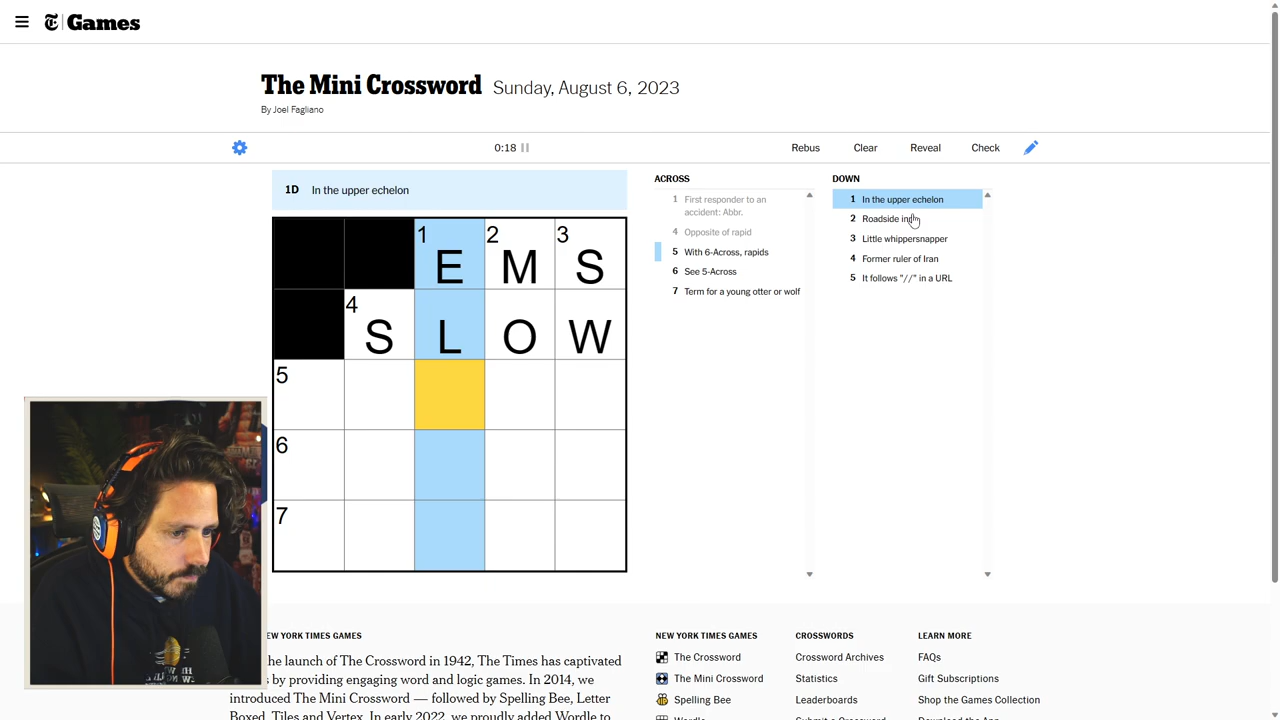 Games
The Mini Crossword Sunday, August 6, 2023
By Joel Fagliano
0:18
Rebus
Clear
Reveal
Check
1D In the upper echelon
1 E
2 M
3 S
4 S
L
O
W
5
6
7
ACROSS
1 First responder to an
accident: Abbr.
4 Opposite of rapid
5 With 6-Across, rapids
6 See 5-Across
7 Term for a young otter or wolf
DOWN
1 In the upper echelon
2 Roadside inn
3 Little whippersnapper
4 Former ruler of Iran
5 It follows "//" in a URL
EW YORK TIMES GAMES
he launch of The Crossword in 1942, The Times has captivated
by providing engaging word and logic games. In 2014, we
introduced The Mini Crossword — followed by Spelling Bee, Letter
Boxed, Tiles and Vertex. In early 2022, we proudly added Wordle to
NEW YORK TIMES GAMES
The Crossword
The Mini Crossword
Spelling Bee
Wordle
CROSSWORDS
Crossword Archives
Statistics
Leaderboards
Submit a Crossword
LEARN MORE
FAQs
Gift Subscriptions
Shop the Games Collection
Download the App